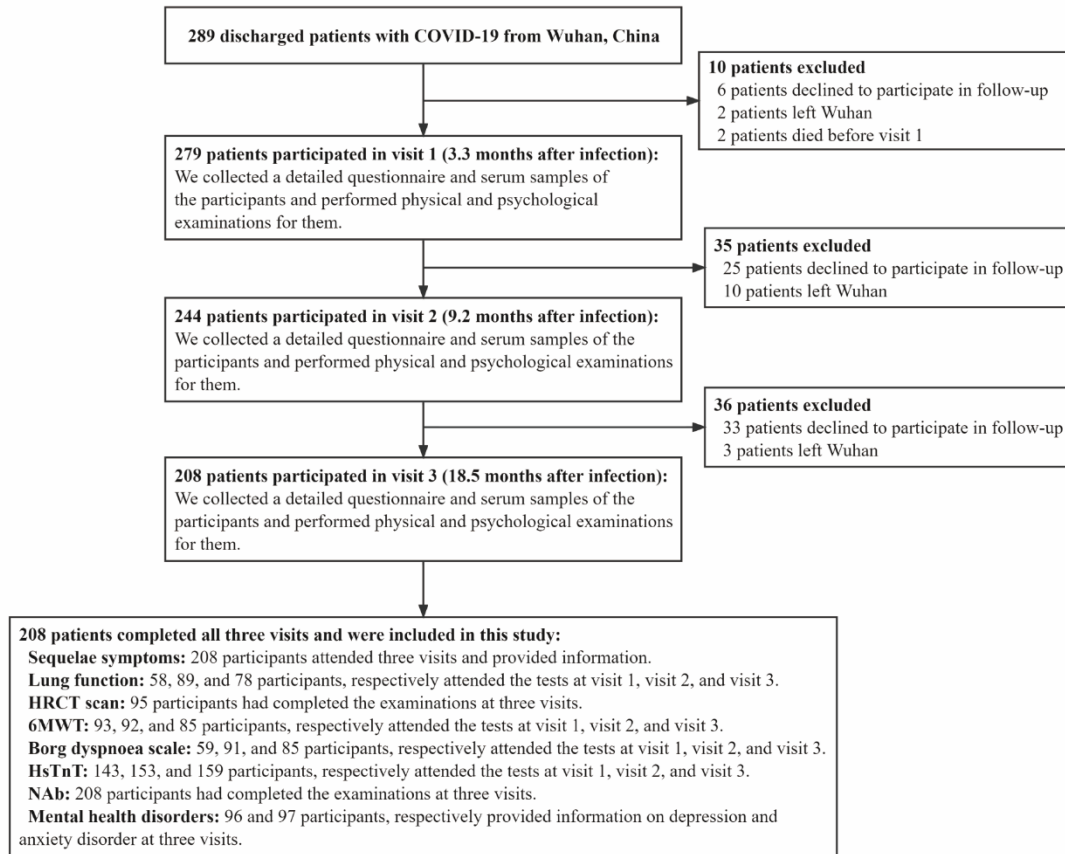 289 discharged patients with COVID-19 from Wuhan, China
10 patients excluded
6 patients declined to participate in follow-up
2 patients left Wuhan
2 patients died before visit 1
279 patients participated in visit 1 (3.3 months after infection):
We collected a detailed questionnaire and serum samples of
the participants and performed physical and psychological
examinations for them.
35 patients excluded
25 patients declined to participate in follow-up
10 patients left Wuhan
244 patients participated in visit 2 (9.2 months after infection):
We collected a detailed questionnaire and serum samples of the
participants and performed physical and psychological examinations
for them.
36 patients excluded
33 patients declined to participate in follow-up
3 patients left Wuhan
208 patients participated in visit 3 (18.5 months after infection):
We collected a detailed questionnaire and serum samples of the
participants and performed physical and psychological examinations
for them.
208 patients completed all three visits and were included in this study:
Sequelae symptoms: 208 participants attended three visits and provided information.
Lung function: 58, 89, and 78 participants, respectively attended the tests at visit 1, visit 2, and visit 3.
HRCT scan: 95 participants had completed the examinations at three visits.
6MWT: 93, 92, and 85 participants, respectively attended the tests at visit 1, visit 2, and visit 3.
Borg dyspnoea scale: 59, 91, and 85 participants, respectively attended the tests at visit 1, visit 2, and visit 3.
HsTnT: 143, 153, and 159 participants, respectively attended the tests at visit 1, visit 2, and visit 3.
NAb: 208 participants had completed the examinations at three visits.
Mental health disorders: 96 and 97 participants, respectively provided information on depression and
anxiety disorder at three visits.